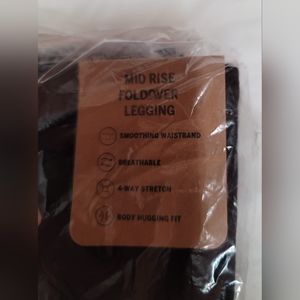 MID RISE
FOLDOVER
LEGGING
SMOOTHING WAISTBAND
BREATHABLE
4-WAY STRETCH
BODY HUGGING FIT